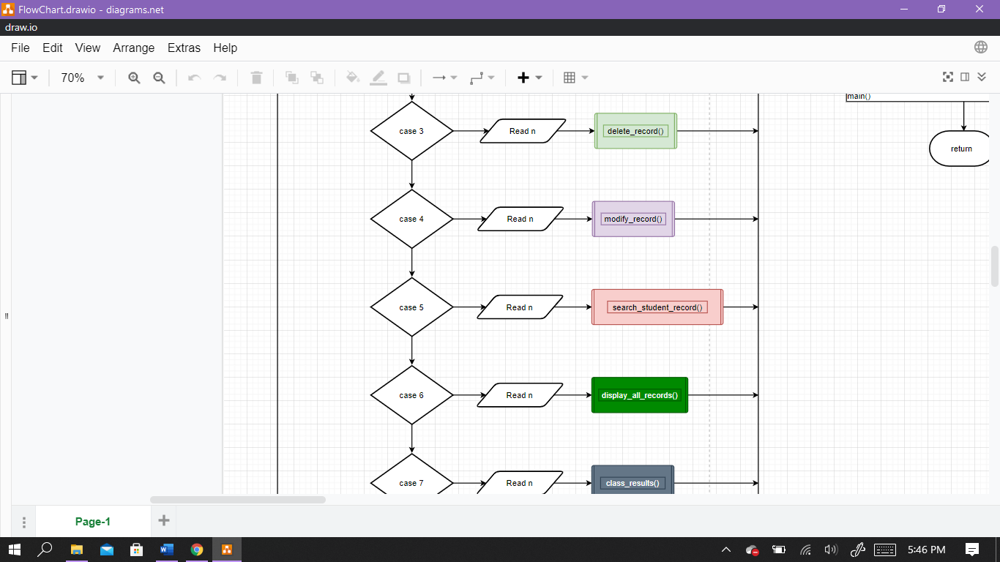 FlowChart.drawio - diagrams.net
draw.io
File Edit View Arrange Extras Help
70%
main()
case 3 Read n delete_record()
return
case 4 Read n modify_record()
case 5 Read n search_student_record()
case 6 Read n display_all_records()
case 7 Read n class_results()
Page-1
5:46 PM